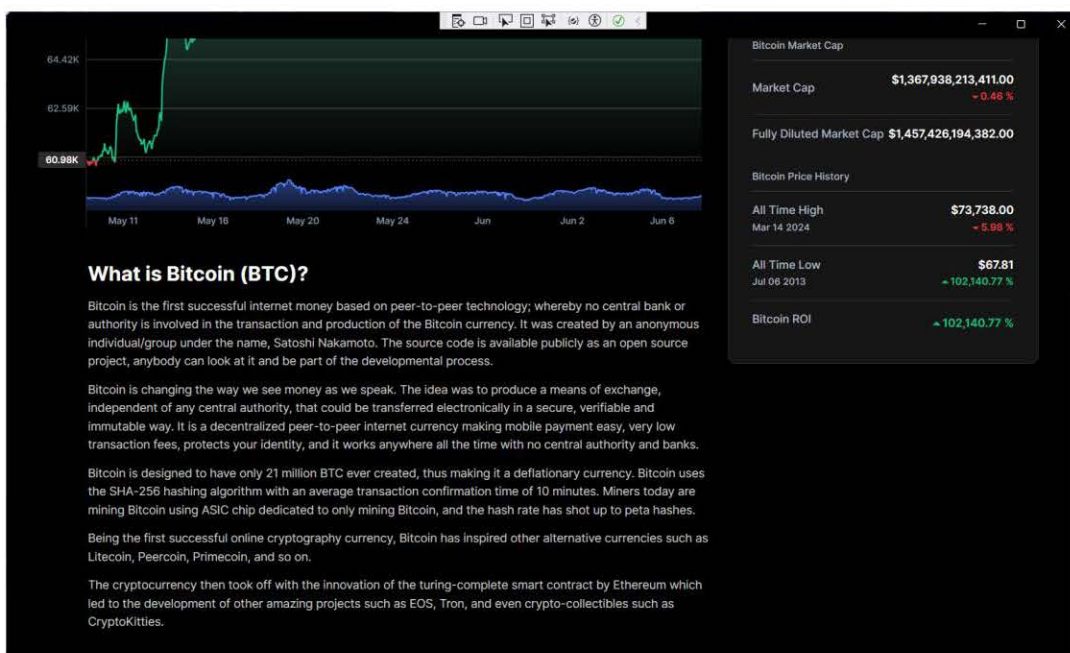 64.42K
62.59K
60.98K
May 11
May 16
May 20
May 24
Jun
Jun 2
Jun 6
What is Bitcoin (BTC)?
Bitcoin is the first successful internet money based on peer-to-peer technology; whereby no central bank or
authority is involved in the transaction and production of the Bitcoin currency. It was created by an anonymous
individual/group under the name, Satoshi Nakamoto. The source code is available publicly as an open source
project, anybody can look at it and be part of the developmental process.
Bitcoin is changing the way we see money as we speak. The idea was to produce a means of exchange,
independent of any central authority, that could be transferred electronically in a secure, verifiable and
immutable way. It is a decentralized peer-to-peer internet currency making mobile payment easy, very low
transaction fees, protects your identity, and it works anywhere all the time with no central authority and banks.
Bitcoin is designed to have only 21 million BTC ever created, thus making it a deflationary currency. Bitcoin uses
the SHA-256 hashing algorithm with an average transaction confirmation time of 10 minutes. Miners today are
mining Bitcoin using ASIC chip dedicated to only mining Bitcoin, and the hash rate has shot up to peta hashes.
Being the first successful online cryptography currency, Bitcoin has inspired other alternative currencies such as
Litecoin, Peercoin, Primecoin, and so on.
The cryptocurrency then took off with the innovation of the turing-complete smart contract by Ethereum which
led to the development of other amazing projects such as EOS, Tron, and even crypto-collectibles such as
CryptoKitties.
Bitcoin Market Cap
Market Cap $1,367,938,213,411.00
0.46 %
Fully Diluted Market Cap $1,457,426,194,382.00
Bitcoin Price History
All Time High $73,738.00
Mar 14 2024 5.98 %
All Time Low $67.81
Jul 06 2013 102,140.77 %
Bitcoin ROI 102,140.77 %